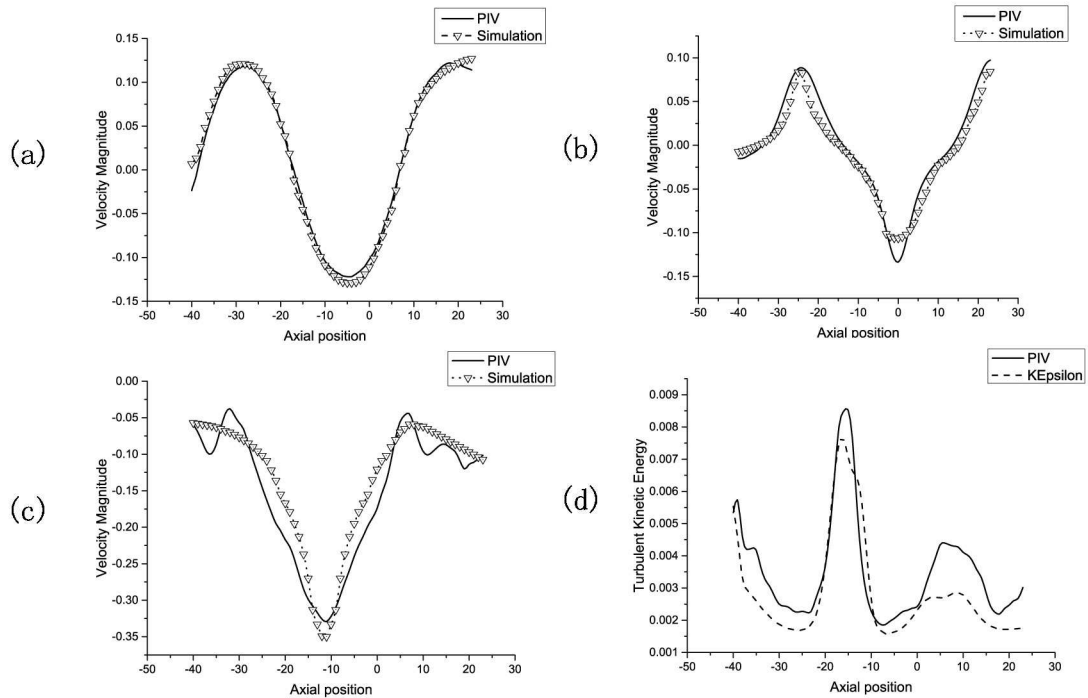 PIV
Simulation
0.15
0.10
0.05
0.00
-0.05
-0.10
-0.15
Velocity Magnitude
-50 -40 -30 -20 -10 0 10 20 30
Axial position
(a)
PIV
Simulation
0.15
0.10
0.05
0.00
-0.05
-0.10
-0.15
Velocity Magnitude
-50 -40 -30 -20 -10 0 10 20 30
Axial position
(b)
PIV
Simulation
0.00
-0.05
-0.10
-0.15
-0.20
-0.25
-0.30
-0.35
Velocity Magnitude
-50 -40 -30 -20 -10 0 10 20 30
Axial position
(c)
PIV
KEpsilon
0.009
0.008
0.007
0.006
0.005
0.004
0.003
0.002
0.001
Turbulent Kinetic Energy
-50 -40 -30 -20 -10 0 10 20 30
Axial position
(d)